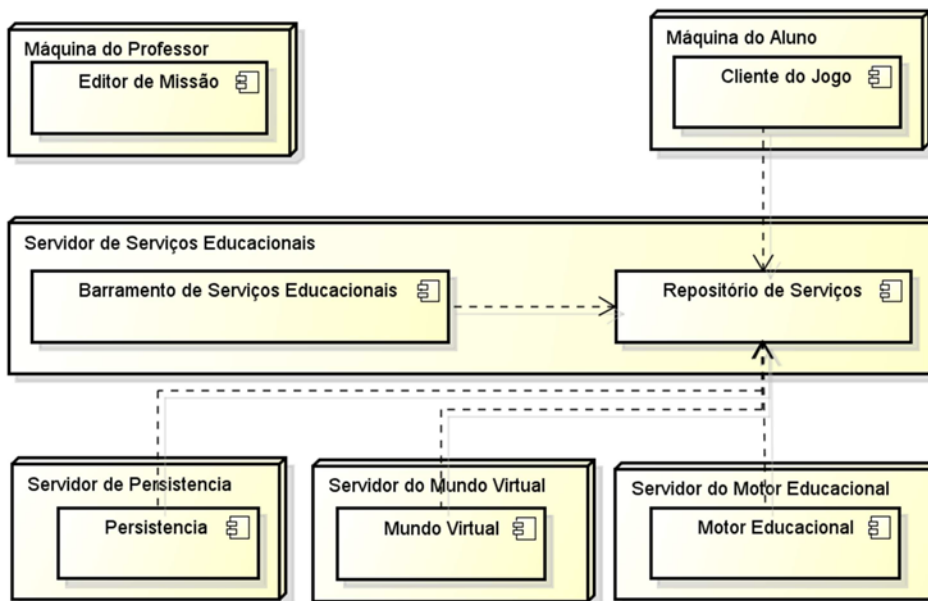 Máquina do Professor
Editor de Missão
Máquina do Aluno
Cliente do Jogo
Servidor de Serviços Educacionais
Barramento de Serviços Educacionais
Repositório de Serviços
Servidor de Persistencia
Persistencia
Servidor do Mundo Virtual
Mundo Virtual
Servidor do Motor Educacional
Motor Educacional